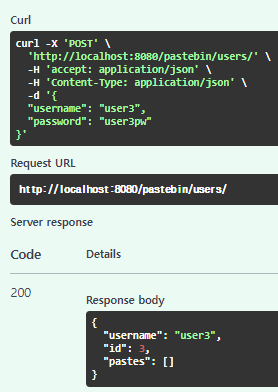 Curl
curl -X 'POST' \
'http://localhost:8080/pastebin/users/' \
-H 'accept: application/json' \
-H 'Content-Type: application/json' \
-d '{
"username": "user3",
"password": "user3pw"
}'
Request URL
http://localhost:8080/pastebin/users/
Server response
Code Details
200
Response body
{
"username": "user3",
"id": 3,
"pastes": []
}